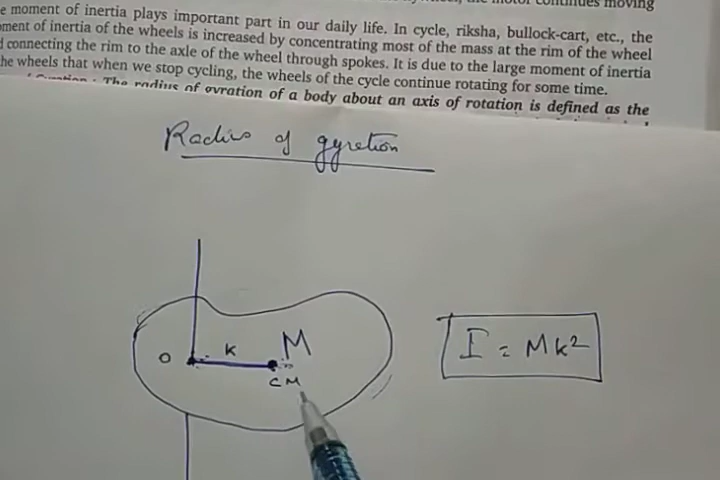 moving
e moment of inertia plays important part in our daily life. In cycle, riksha, bullock-cart, etc., the
ment of inertia of the wheels is increased by concentrating most of the mass at the rim of the wheel
d connecting the rim to the axle of the wheel through spokes. It is due to the large moment of inertia
he wheels that when we stop cycling, the wheels of the cycle continue rotating for some time.
The radius of gyration of a body about an axis of rotation is defined as the
Radius of gyretion
O K M
CM
I = MK²